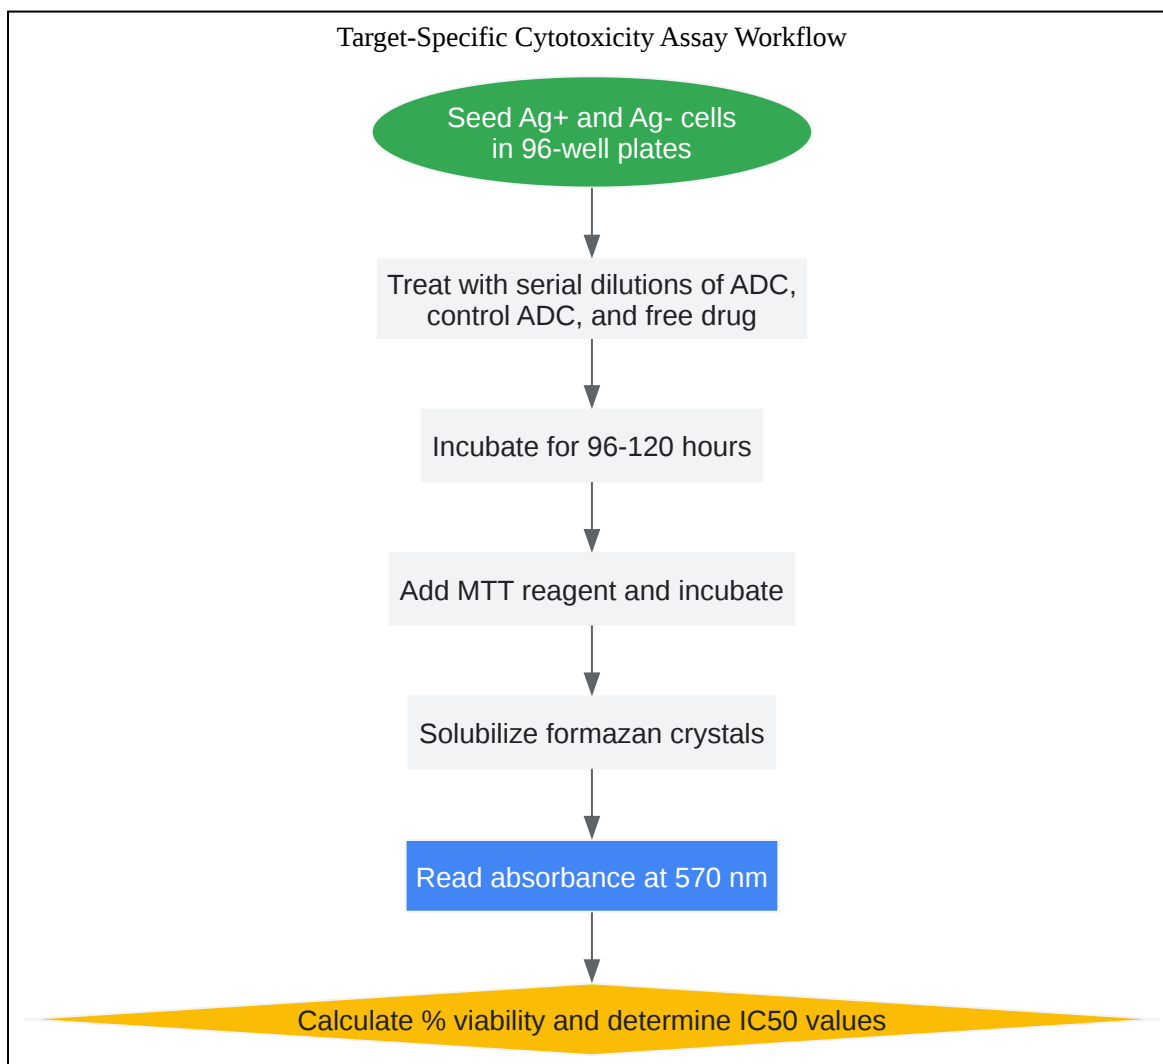 Target-Specific Cytotoxicity Assay Workflow
Seed Ag+ and Ag- cells
in 96-well plates
Treat with serial dilutions of ADC,
control ADC, and free drug
Incubate for 96-120 hours
Add MTT reagent and incubate
Solubilize formazan crystals
Read absorbance at 570 nm
Calculate % viability and determine IC50 values